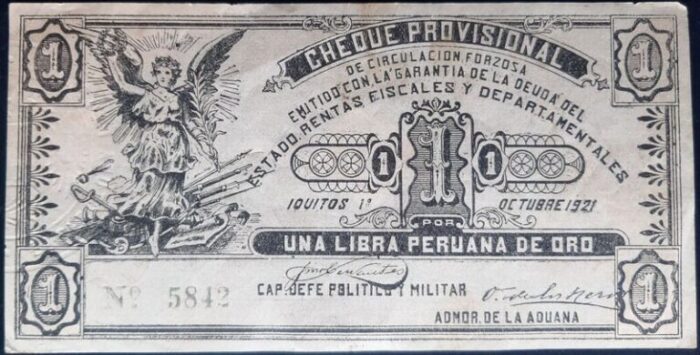 1 1
CHEQUE PROVISIONAL
DE CIRCULACION FORZOSA
EMITIDO CON LA GARANTIA DE LA DEUDA DEL
ESTADO, RENTAS FISCALES Y DEPARTAMENTALES
1 1 1
IQUITOS 1º OCTUBRE 1921
POR
UNA LIBRA PERUANA DE ORO
Nº 5842
CAP. JEFE POLITICO Y MILITAR
ADMOR. DE LA ADUANA
1 1